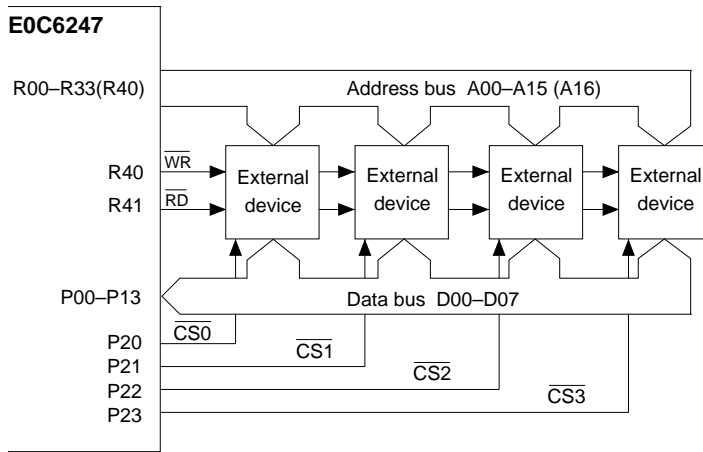 E0C6247
R00–R33(R40)
Address bus A00–A15 (A16)
R40
WR
R41
RD
External device
External device
External device
External device
P00–P13
Data bus D00–D07
P20
CS0
P21
CS1
P22
CS2
P23
CS3